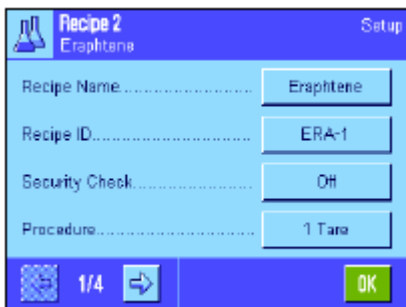 Recipe 2
Setup
Eraphtene
Recipe Name............................ Eraphtene
Recipe ID................................. ERA-1
Security Check......................... Off
Procedure................................ 1 Tare
1/4
OK